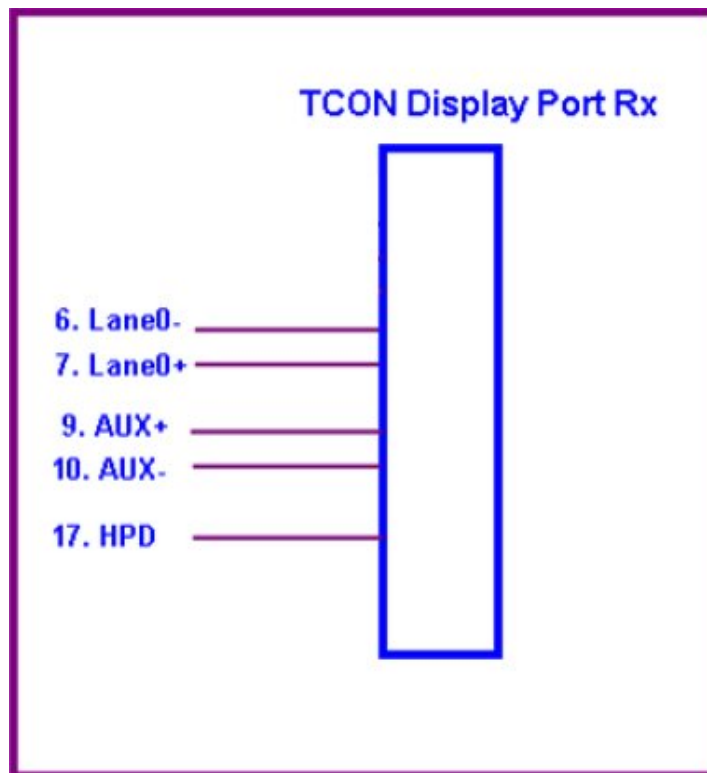 TCON Display Port Rx
6. Lane0-
7. Lane0+
9. AUX+
10. AUX-
17. HPD